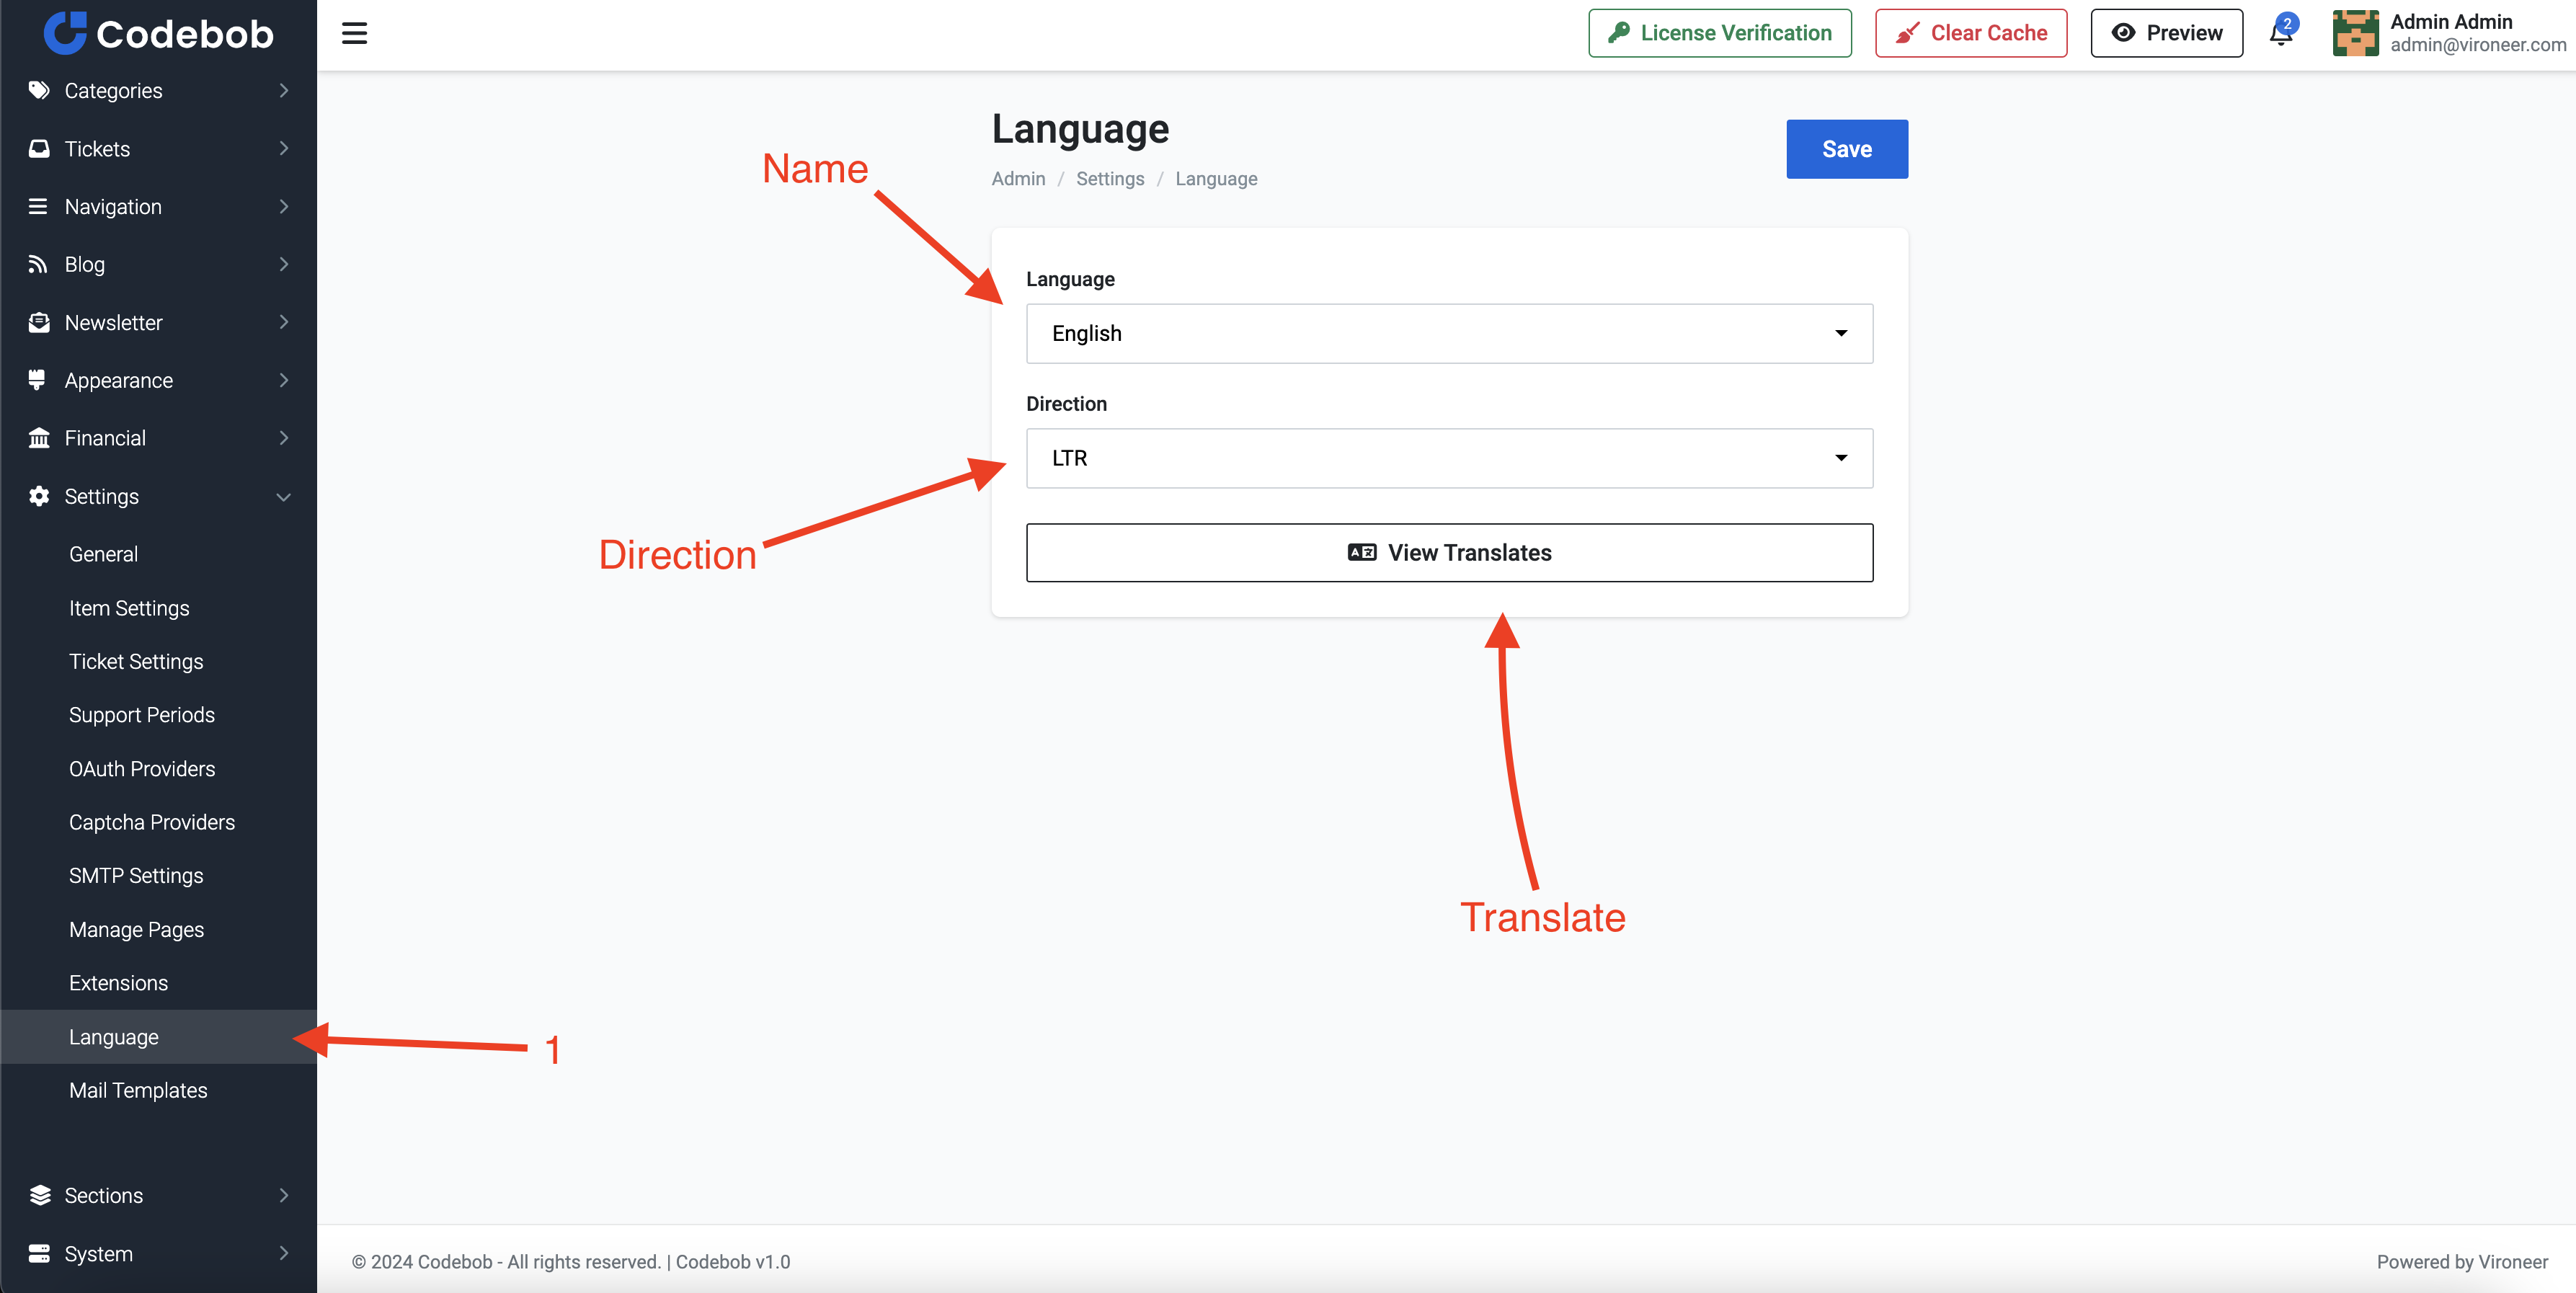 Codebob
License Verification
Clear Cache
Preview
2
Admin Admin
admin@vironeer.com
Categories
Tickets
Navigation
Blog
Newsletter
Appearance
Financial
Settings
General
Item Settings
Ticket Settings
Support Periods
OAuth Providers
Captcha Providers
SMTP Settings
Manage Pages
Extensions
Language
Mail Templates
Sections
System
Language
Admin / Settings / Language
Save
Name
Language
English
Direction
LTR
Direction
View Translates
Translate
1
© 2024 Codebob - All rights reserved. | Codebob v1.0
Powered by Vironeer